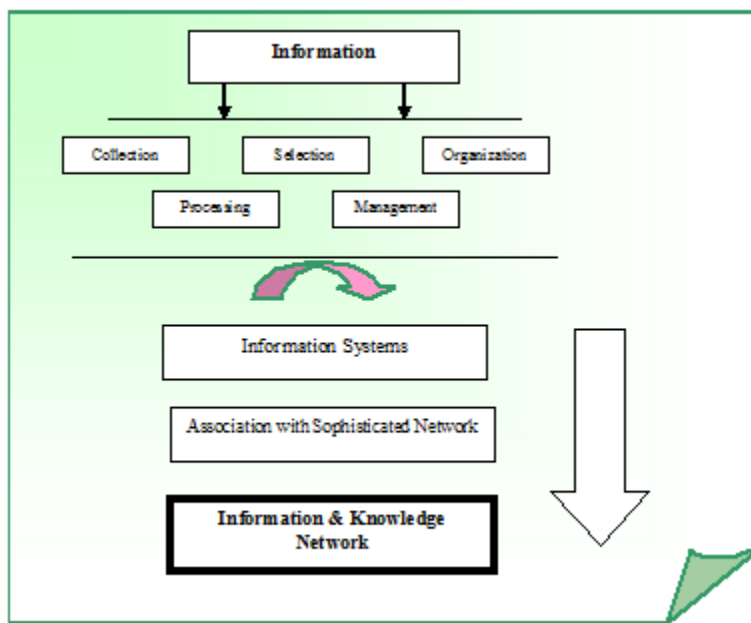 Information
Collection
Selection
Organization
Processing
Management
Information Systems
Association with Sophisticated Network
Information & Knowledge
Network